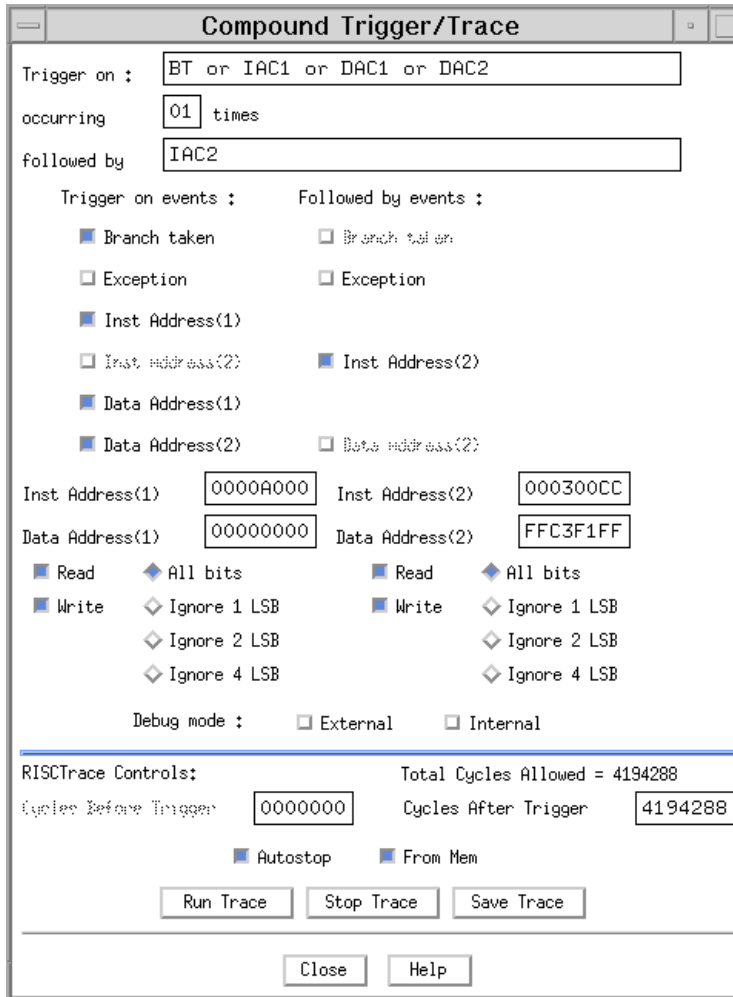 Compound Trigger/Trace
Trigger on : BT or IAC1 or DAC1 or DAC2
occurring 01 times
followed by IAC2
Trigger on events : Followed by events :
Branch taken Branch taken
Exception Exception
Inst Address(1)
Inst Address(2) Inst Address(2)
Data Address(1)
Data Address(2) Data Address(2)
Inst Address(1) 0000A000 Inst Address(2) 000300CC
Data Address(1) 00000000 Data Address(2) FFC3F1FF
Read All bits Read All bits
Write Ignore 1 LSB Write Ignore 1 LSB
Ignore 2 LSB Ignore 2 LSB
Ignore 4 LSB Ignore 4 LSB
Debug mode : External Internal
RISCTrace Controls: Total Cycles Allowed = 4194288
Cycles Before Trigger 0000000 Cycles After Trigger 4194288
Autostop From Mem
Run Trace Stop Trace Save Trace
Close Help